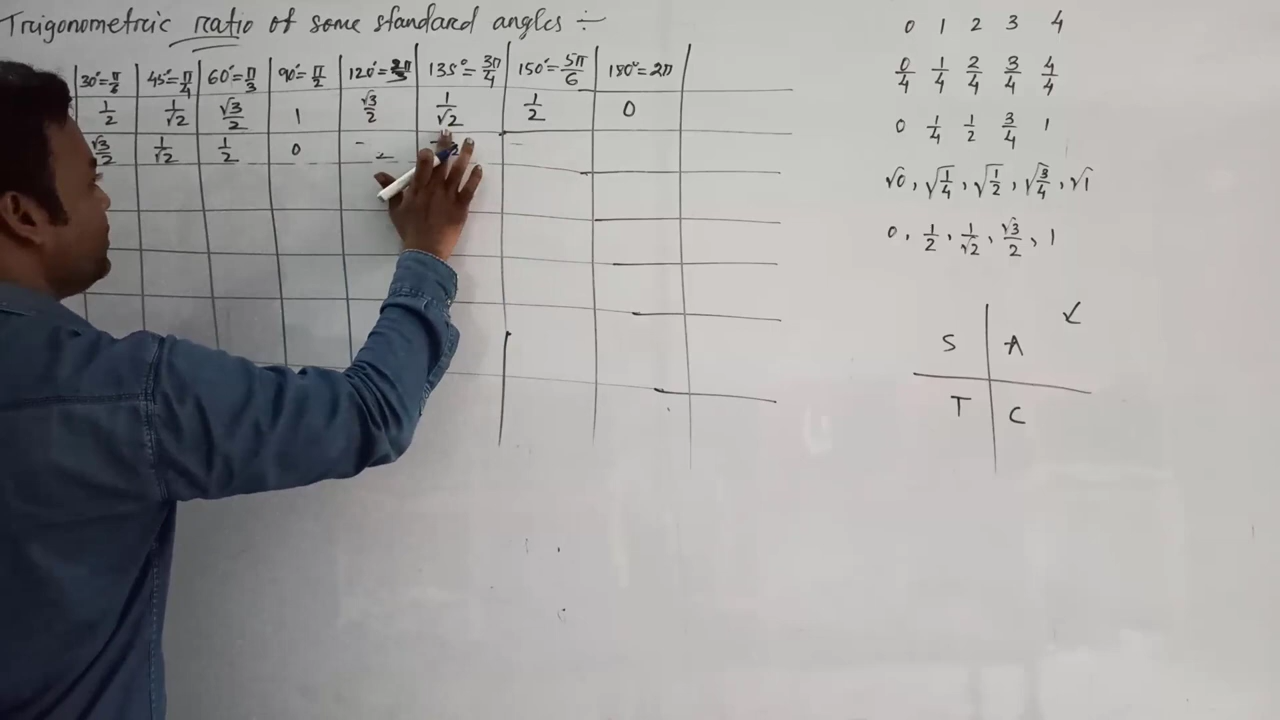 Trigonometric ratio of some standard angles ÷
30°=π/6 45°=π/4 60°=π/3 90°=π/2 120°=2π/3 135°=3π/4 150°=5π/6 180°=2π
1/2 1/√2 √3/2 1 √3/2 1/√2 1/2 0
√3/2 1/√2 1/2 0 - 2 - 2 -
0 1 2 3 4
0/4 1/4 2/4 3/4 4/4
0 1/4 1/2 3/4 1
√0, √1/4, √1/2, √3/4, √1
0, 1/2, 1/√2, √3/2, 1
S A
T C